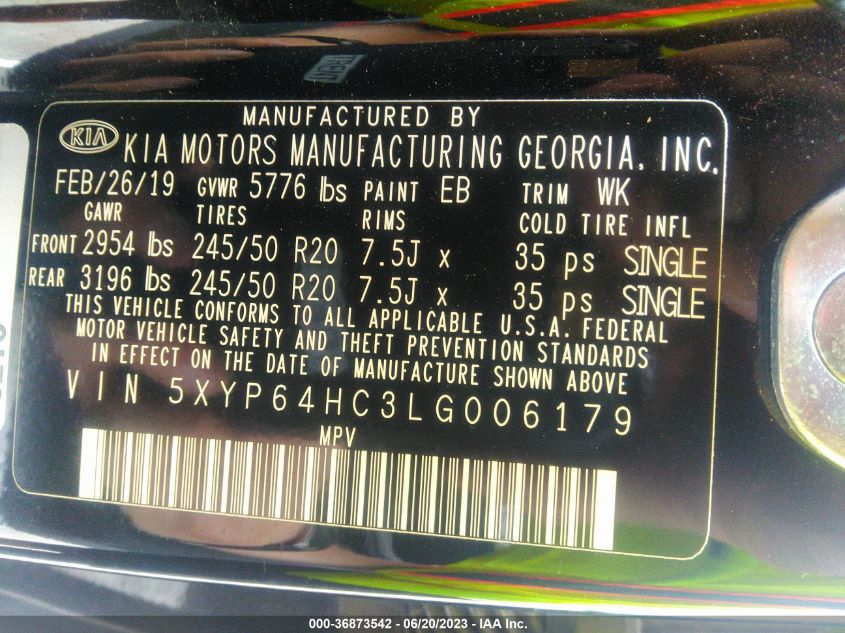 MANUFACTURED BY
KIA KIA MOTORS MANUFACTURING GEORGIA, INC.
FEB/26/19 GVWR 5776 lbs PAINT EB TRIM WK
GAWR TIRES RIMS COLD TIRE INFL
FRONT 2954 lbs 245/50 R20 7.5J x 35 ps SINGLE
REAR 3196 lbs 245/50 R20 7.5J x 35 ps SINGLE
THIS VEHICLE CONFORMS TO ALL APPLICABLE U.S.A. FEDERAL
MOTOR VEHICLE SAFETY AND THEFT PREVENTION STANDARDS
IN EFFECT ON THE DATE OF MANUFACTURE SHOWN ABOVE
VIN 5XYP64HC3LG006179
MPV
000-36873542 - 06/20/2023 - IAA Inc.